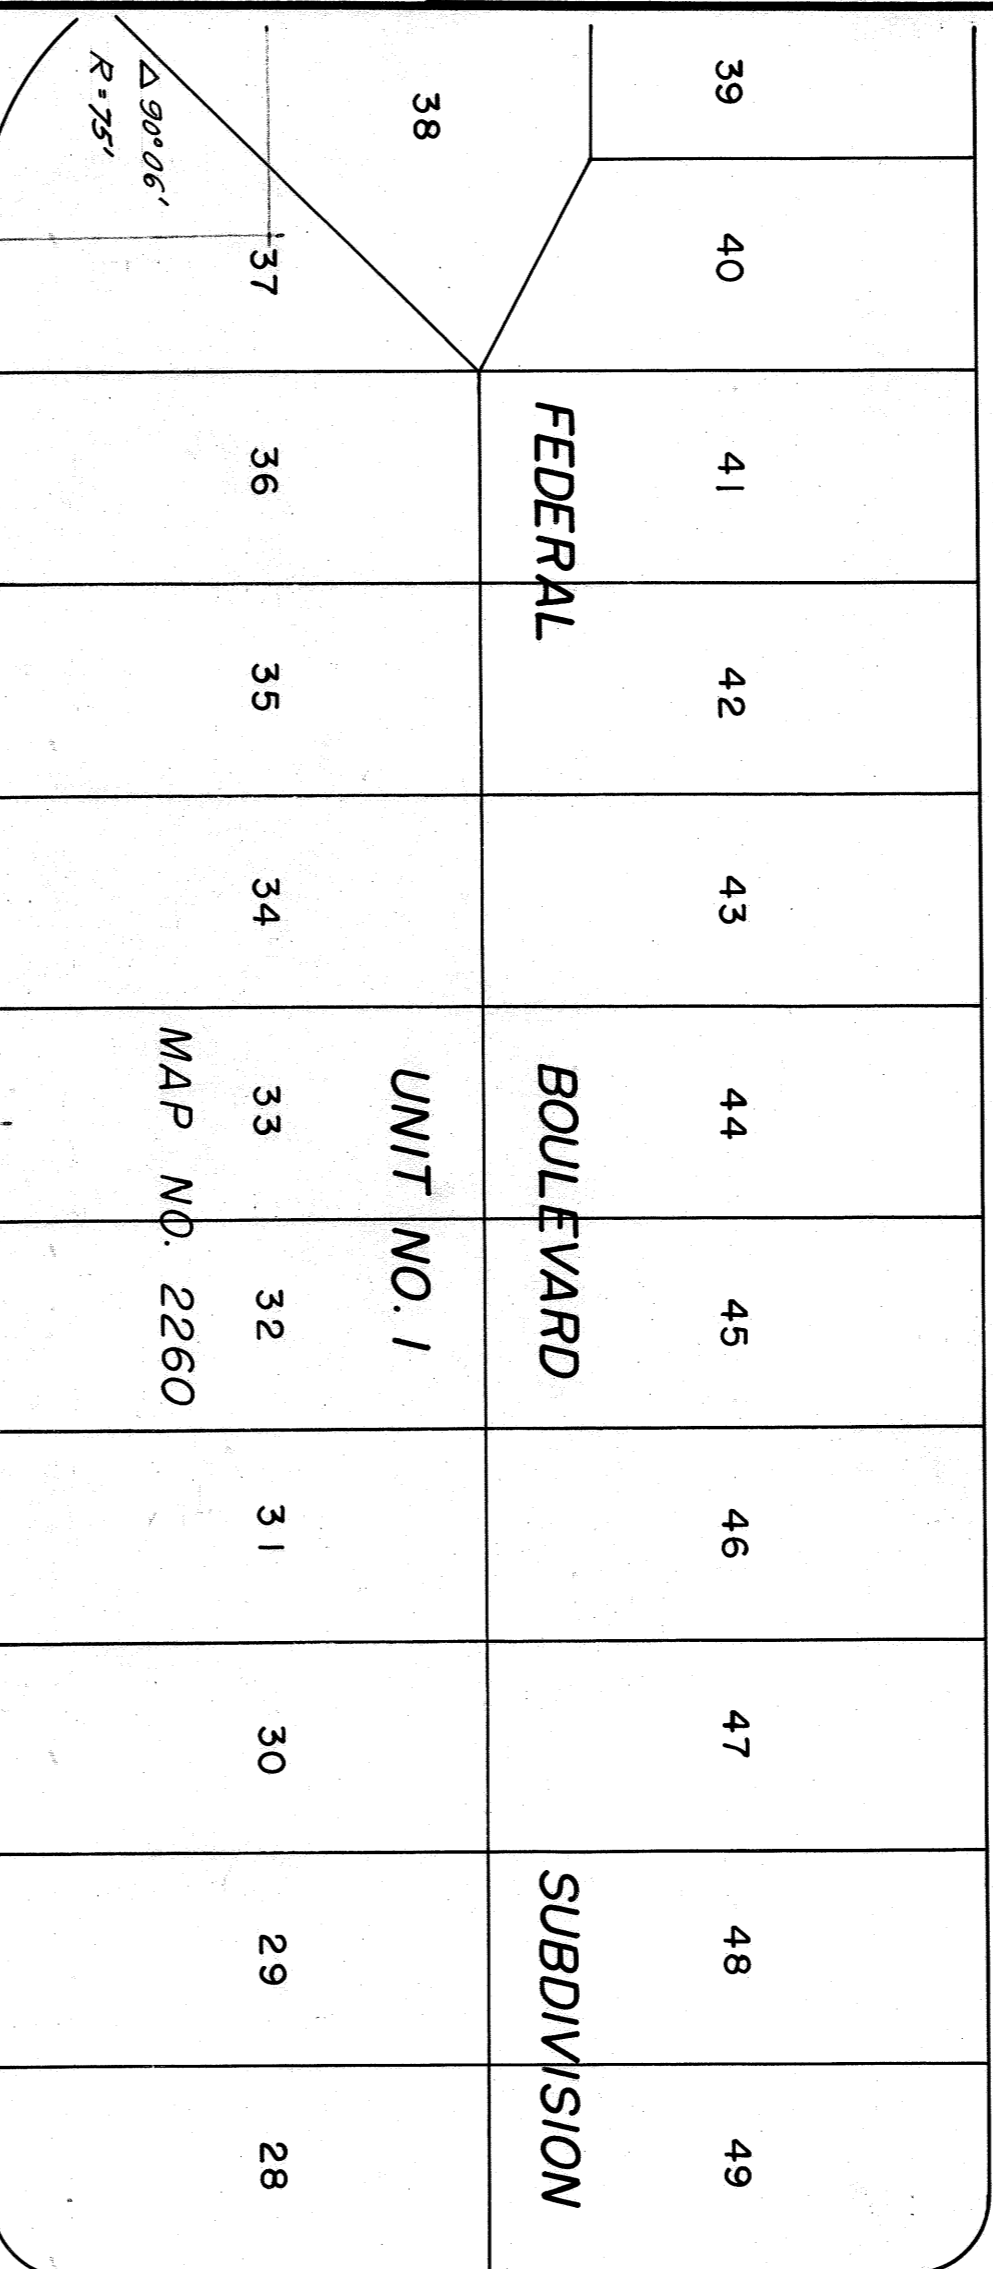 39 40 41 42 43 44 45 46 47 48 49
FEDERAL BOULEVARD SUBDIVISION
38
UNIT NO. 1
37 36 35 34 33 32 31 30 29 28
MAP NO. 2260
Δ 90°06'
R=75'